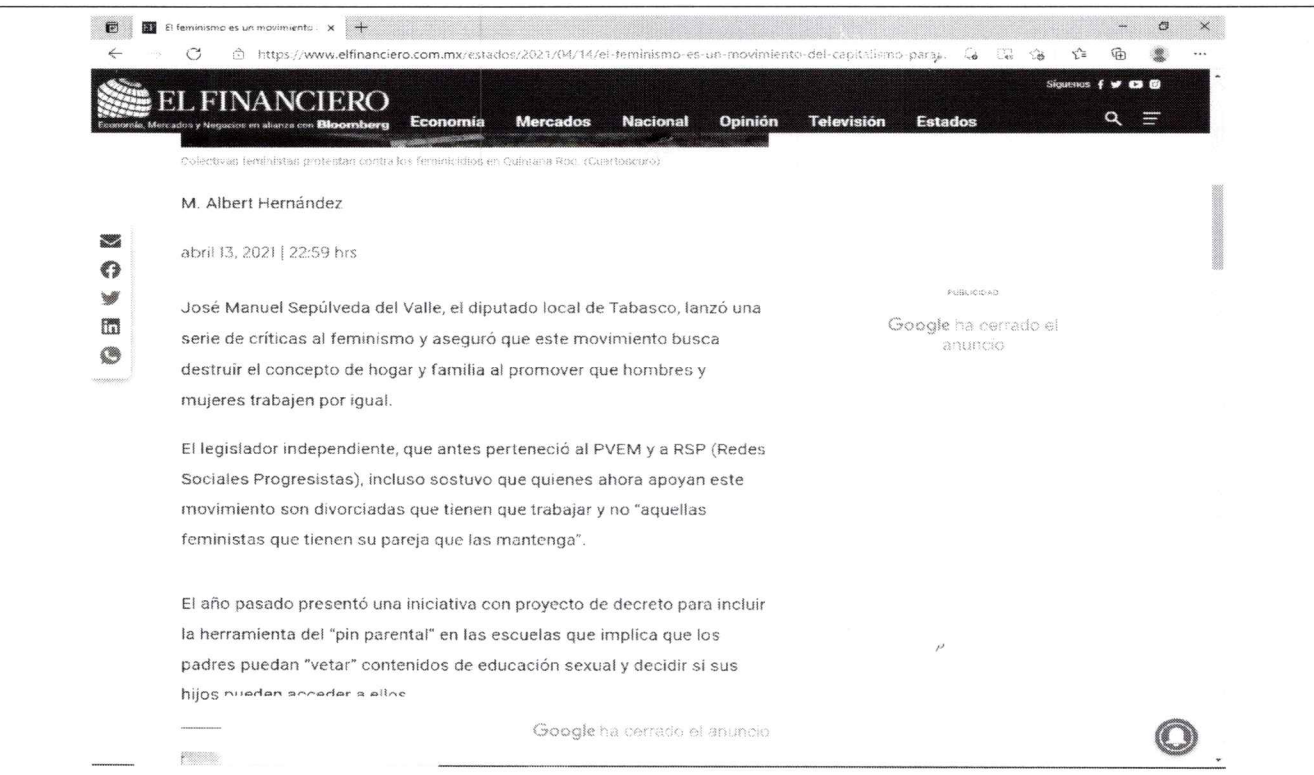 El feminismo es un movimiento
https://www.elfinanciero.com.mx/estados/2021/04/14/el-feminismo-es-un-movimiento-del-capitalismo-para...
Síguenos
EL FINANCIERO
Economía, Mercados y Negocios en alianza con Bloomberg
Economía Mercados Nacional Opinión Televisión Estados
Colectivas feministas protestan contra los feminicidios en Quintana Roo. (Cuartoscuro)
M. Albert Hernández
abril 13, 2021 | 22:59 hrs
José Manuel Sepúlveda del Valle, el diputado local de Tabasco, lanzó una
serie de críticas al feminismo y aseguró que este movimiento busca
destruir el concepto de hogar y familia al promover que hombres y
mujeres trabajen por igual.
El legislador independiente, que antes perteneció al PVEM y a RSP (Redes
Sociales Progresistas), incluso sostuvo que quienes ahora apoyan este
movimiento son divorciadas que tienen que trabajar y no "aquellas
feministas que tienen su pareja que las mantenga".
El año pasado presentó una iniciativa con proyecto de decreto para incluir
la herramienta del "pin parental" en las escuelas que implica que los
padres puedan "vetar" contenidos de educación sexual y decidir si sus
hijos pueden acceder a ellos
PUBLICIDAD
Google ha cerrado el
anuncio
Google ha cerrado el anuncio